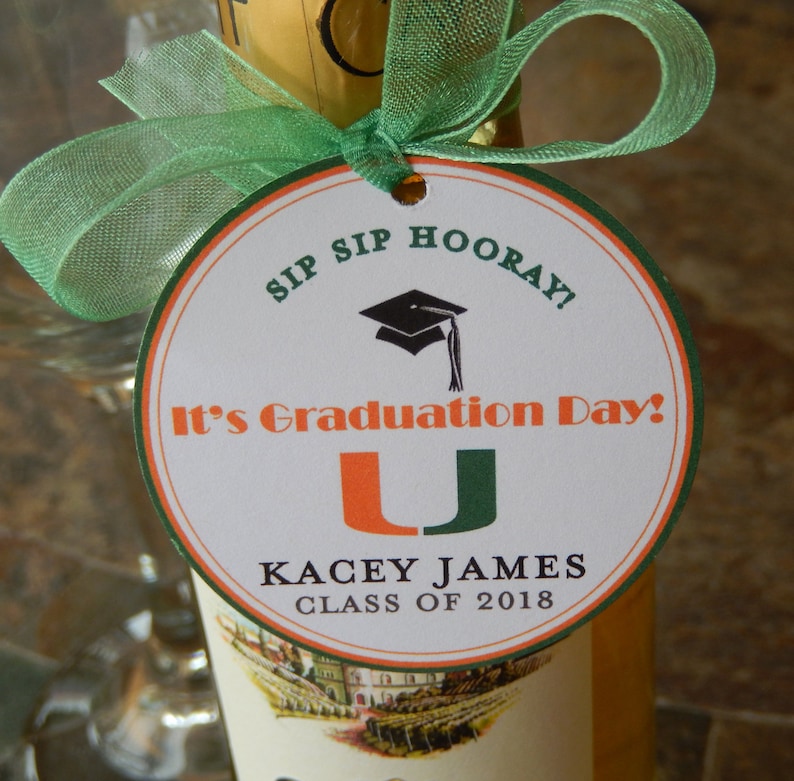 SIP SIP HOORAY!
It's Graduation Day!
U
KACEY JAMES
CLASS OF 2018